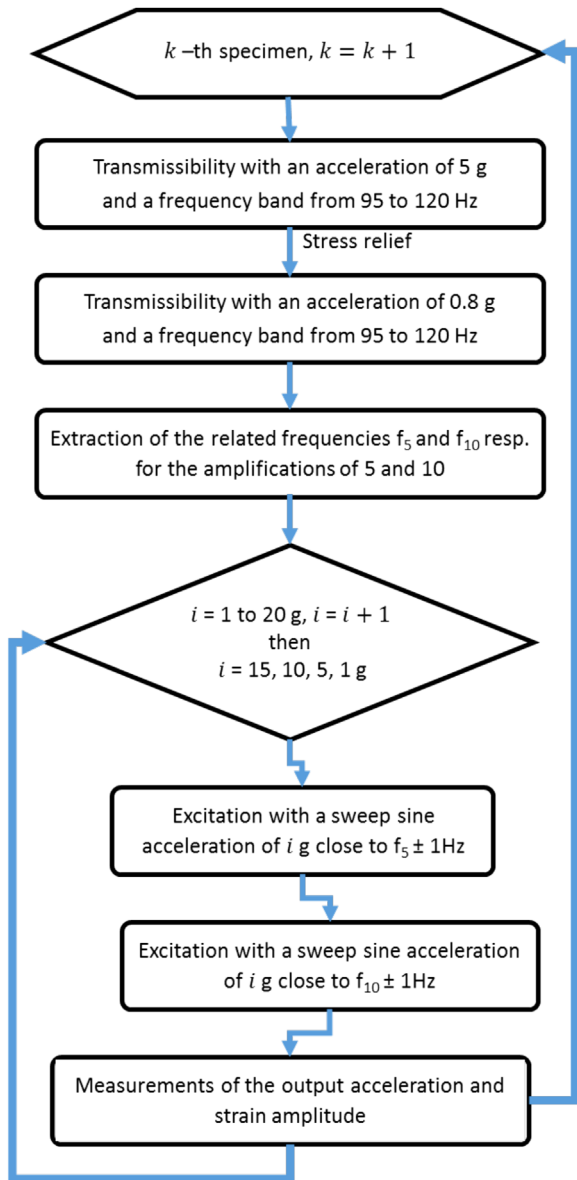 k –th specimen, k = k + 1
Transmissibility with an acceleration of 5 g
and a frequency band from 95 to 120 Hz
Stress relief
Transmissibility with an acceleration of 0.8 g
and a frequency band from 95 to 120 Hz
Extraction of the related frequencies f₅ and f₁₀ resp.
for the amplifications of 5 and 10
i = 1 to 20 g, i = i + 1
then
i = 15, 10, 5, 1 g
Excitation with a sweep sine
acceleration of i g close to f₅ ± 1Hz
Excitation with a sweep sine acceleration
of i g close to f₁₀ ± 1Hz
Measurements of the output acceleration and
strain amplitude